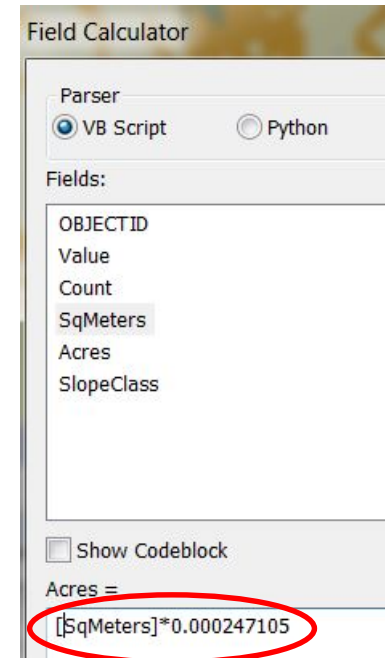 Field Calculator
Parser
VB Script Python
Fields:
OBJECTID
Value
Count
SqMeters
Acres
SlopeClass
Show Codeblock
Acres =
[SqMeters]*0.000247105